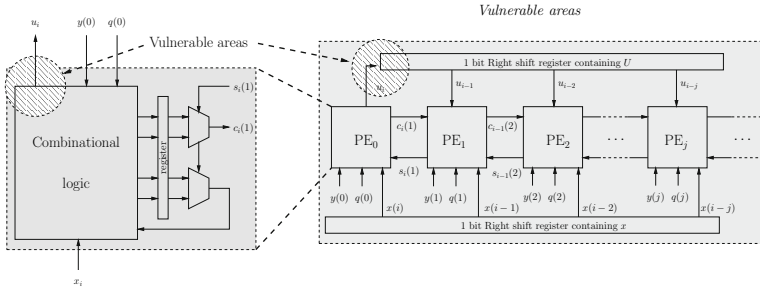 Vulnerable areas
u_i
y(0) q(0)
Vulnerable areas
s_i(1)
c_i(1)
register
Combinational
logic
x_i
1 bit Right shift register containing U
u_i
u_{i-1}
u_{i-2}
u_{i-j}
PE_0
c_i(1)
s_i(1)
PE_1
c_{i-1}(2)
s_{i-1}(2)
PE_2
· · ·
PE_j
· · ·
y(0) q(0)
x(i)
y(1) q(1)
x(i − 1)
y(2) q(2)
x(i − 2)
y(j) q(j)
x(i − j)
1 bit Right shift register containing x